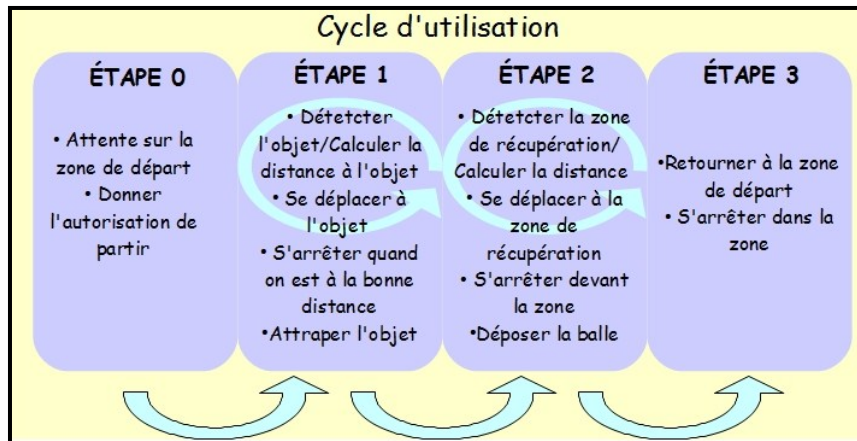 Cycle d'utilisation
ÉTAPE 0
• Attente sur la
zone de départ
• Donner
l'autorisation de
partir
ÉTAPE 1
• Détetcter
l'objet/Calculer la
distance à l'objet
• Se déplacer à
l'objet
• S'arrêter quand
on est à la bonne
distance
•Attraper l'objet
ÉTAPE 2
• Détetcter la zone
de récupération/
Calculer la distance
• Se déplacer à la
zone de
récupération
• S'arrêter devant
la zone
• Déposer la balle
ÉTAPE 3
•Retourner à la zone
de départ
• S'arrêter dans la
zone